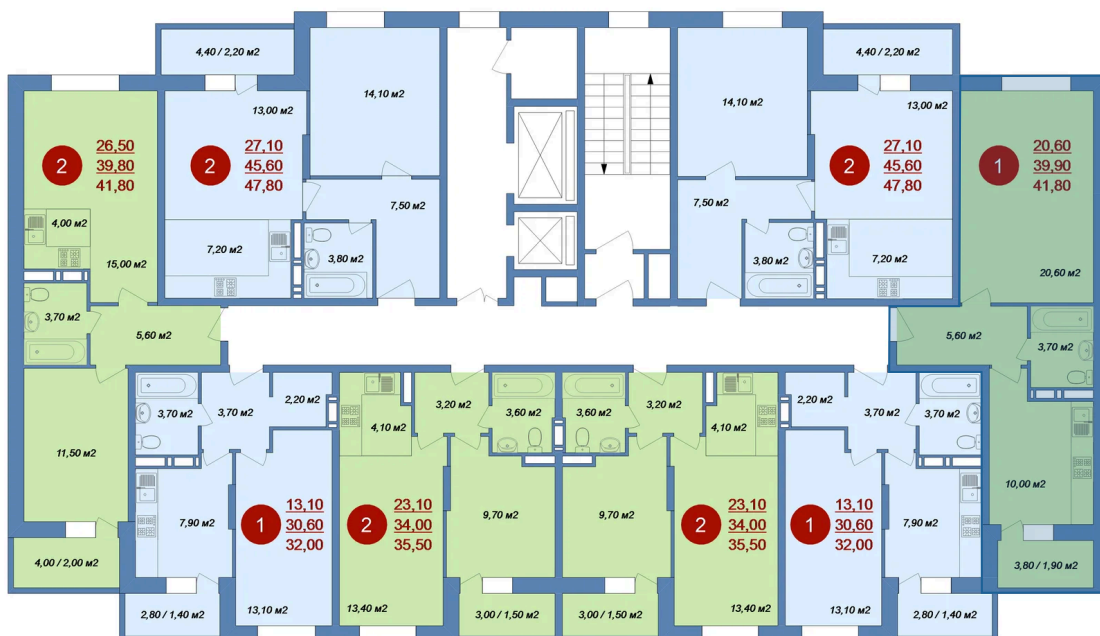 4,40 / 2,20 м2
14,10 м2
14,10 м2
4,40 / 2,20 м2
13,00 м2
13,00 м2
2
26,50
39,80
41,80
2
27,10
45,60
47,80
2
27,10
45,60
47,80
1
20,60
39,90
41,80
4,00 м2
7,50 м2
7,50 м2
7,20 м2
3,80 м2
3,80 м2
7,20 м2
15,00 м2
20,60 м2
3,70 м2
5,60 м2
5,60 м2
3,70 м2
3,70 м2
3,70 м2
2,20 м2
3,20 м2
3,60 м2
3,60 м2
3,20 м2
2,20 м2
3,70 м2
3,70 м2
4,10 м2
4,10 м2
11,50 м2
10,00 м2
7,90 м2
1
13,10
30,60
32,00
2
23,10
34,00
35,50
9,70 м2
9,70 м2
2
23,10
34,00
35,50
1
13,10
30,60
32,00
7,90 м2
4,00 / 2,00 м2
3,80 / 1,90 м2
2,80 / 1,40 м2
13,10 м2
13,40 м2
3,00 / 1,50 м2
3,00 / 1,50 м2
13,40 м2
13,10 м2
2,80 / 1,40 м2